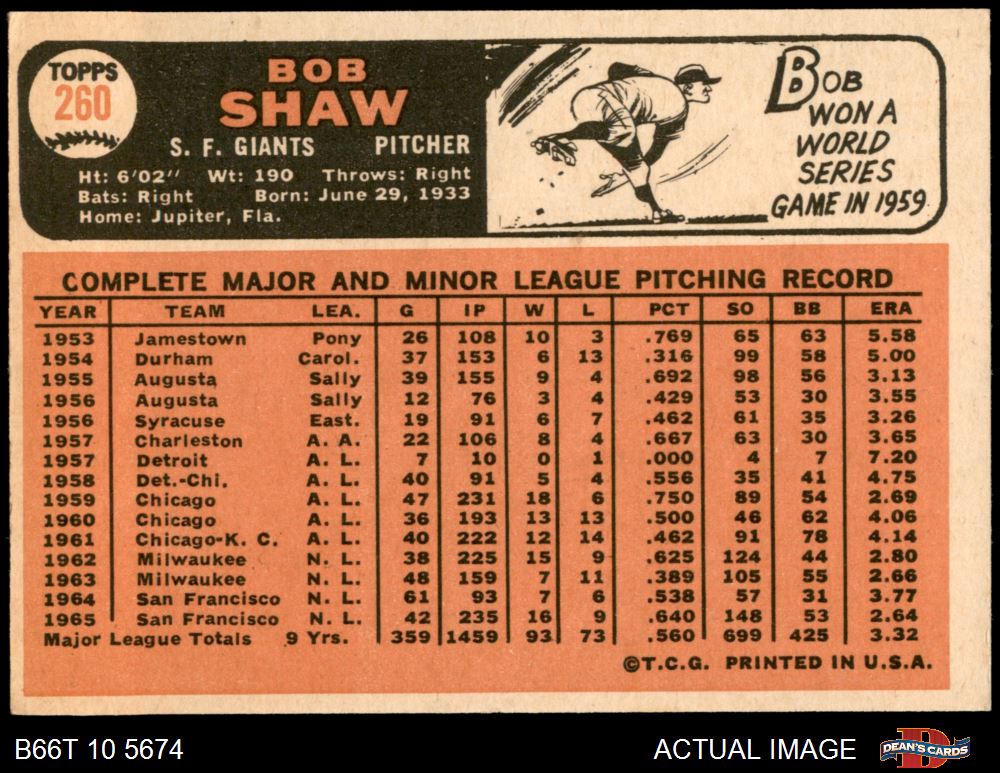 TOPPS
260
BOB
SHAW
S. F. GIANTS PITCHER
Ht: 6'02" Wt: 190 Throws: Right
Bats: Right Born: June 29, 1933
Home: Jupiter, Fla.
BOB
WON A
WORLD
SERIES
GAME IN 1959
COMPLETE MAJOR AND MINOR LEAGUE PITCHING RECORD
YEAR TEAM LEA. G IP W L PCT SO BB ERA
1953 Jamestown Pony 26 108 10 3 .769 65 63 5.58
1954 Durham Carol. 37 153 6 13 .316 99 58 5.00
1955 Augusta Sally 39 155 9 4 .692 98 56 3.13
1956 Augusta Sally 12 76 3 4 .429 53 30 3.55
1956 Syracuse East. 19 91 6 7 .462 61 35 3.26
1957 Charleston A. A. 22 106 8 4 .667 63 30 3.65
1957 Detroit A. L. 7 10 0 1 .000 4 7 7.20
1958 Det.-Chi. A. L. 40 91 5 4 .556 35 41 4.75
1959 Chicago A. L. 47 231 18 6 .750 89 54 2.69
1960 Chicago A. L. 36 193 13 13 .500 46 62 4.06
1961 Chicago-K. C. A. L. 40 222 12 14 .462 91 78 4.14
1962 Milwaukee N. L. 38 225 15 9 .625 124 44 2.80
1963 Milwaukee N. L. 48 159 7 11 .389 105 55 2.66
1964 San Francisco N. L. 61 93 7 6 .538 57 31 3.77
1965 San Francisco N. L. 42 235 16 9 .640 148 53 2.64
Major League Totals 9 Yrs. 359 1459 93 73 .560 699 425 3.32
©T.C.G. PRINTED IN U.S.A.
B66T 10 5674 ACTUAL IMAGE DEAN'S CARDS